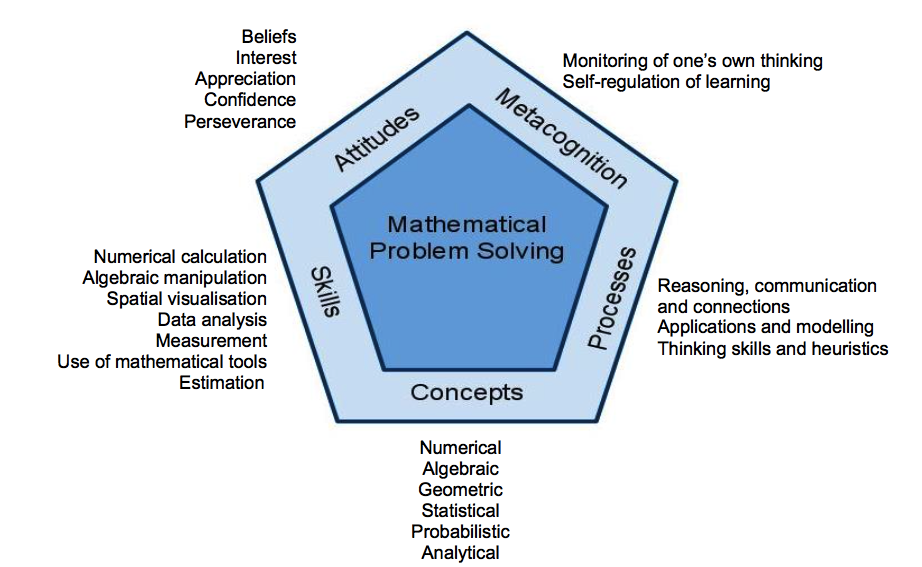 Beliefs
Interest
Appreciation
Confidence
Perseverance
Attitudes
Monitoring of one's own thinking
Self-regulation of learning
Metacognition
Mathematical
Problem Solving
Numerical calculation
Algebraic manipulation
Spatial visualisation
Data analysis
Measurement
Use of mathematical tools
Estimation
Skills
Processes
Reasoning, communication
and connections
Applications and modelling
Thinking skills and heuristics
Concepts
Numerical
Algebraic
Geometric
Statistical
Probabilistic
Analytical